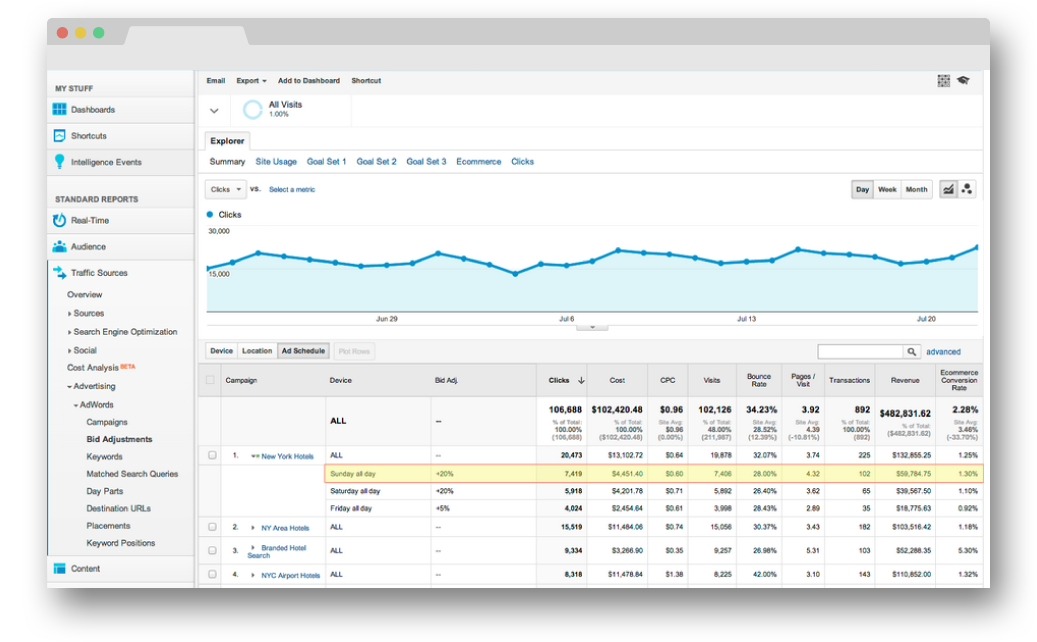 MY STUFF
Dashboards
Shortcuts
Intelligence Events
STANDARD REPORTS
Real-Time
Audience
Traffic Sources
Overview
Sources
Search Engine Optimization
Social
Cost Analysis BETA
Advertising
AdWords
Campaigns
Bid Adjustments
Keywords
Matched Search Queries
Day Parts
Destination URLs
Placements
Keyword Positions
Content
Email Export Add to Dashboard Shortcut
All Visits
1.00%
Explorer
Summary Site Usage Goal Set 1 Goal Set 2 Goal Set 3 Ecommerce Clicks
Clicks VS. Select a metric Day Week Month
Clicks
30,000
15,000
Jun 29 Jul 6 Jul 13 Jul 20
Device Location Ad Schedule Plot Rows advanced
Campaign Device Bid Adj. Clicks Cost CPC Visits Bounce Rate Pages / Visit Transactions Revenue Ecommerce Conversion Rate
ALL -- 106,688 $102,420.48 $0.96 102,126 34.23% 3.92 892 $482,831.62 2.28%
% of Total: % of Total: Site Avg: % of Total: Site Avg: Site Avg: % of Total: % of Total: Site Avg:
100.00% 100.00% $0.96 48.00% 28.52% 4.39 100.00% ($482,831.62) 3.46%
(106,688) ($102,420.48) (0.00%) (211,987) (12.39%) (-10.81%) (892) (-33.70%)
1. New York Hotels ALL -- 20,473 $13,102.72 $0.64 19,878 32.07% 3.74 225 $132,855.25 1.25%
Sunday all day +20% 7,419 $4,451.40 $0.60 7,406 28.00% 4.32 102 $59,784.75 1.30%
Saturday all day +20% 5,918 $4,201.78 $0.71 5,892 26.40% 3.62 65 $39,567.50 1.10%
Friday all day +5% 4,024 $2,454.64 $0.61 3,998 28.43% 2.89 35 $18,775.63 0.92%
2. NY Area Hotels ALL -- 15,519 $11,484.06 $0.74 15,056 30.37% 3.43 182 $103,516.42 1.18%
3. Branded Hotel Search ALL -- 9,334 $3,266.90 $0.35 9,257 26.98% 5.31 103 $52,288.35 5.30%
4. NYC Airport Hotels ALL -- 8,318 $11,478.84 $1.38 8,225 42.00% 3.10 143 $110,852.00 1.32%